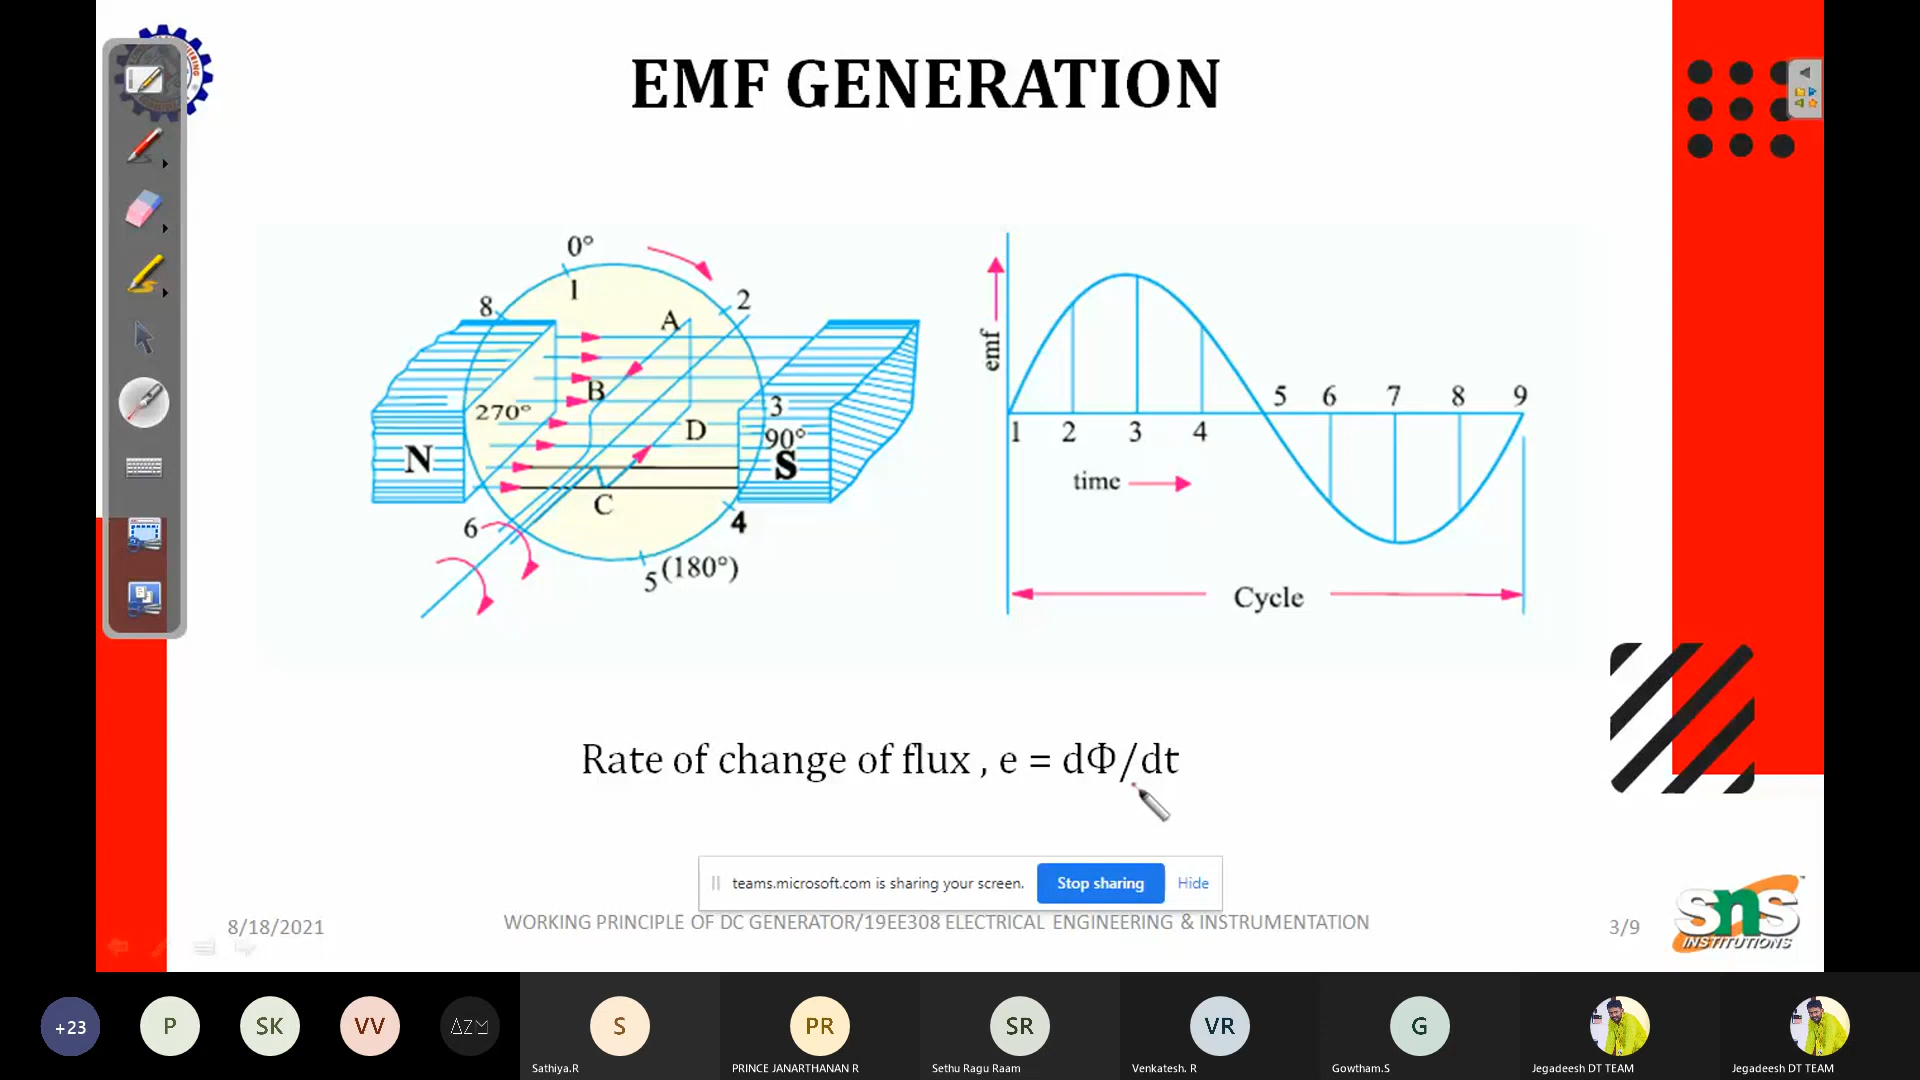 EMF GENERATION
0°
1
2
8
A
B
270°
3
90°
D
N
S
C
6
4
5 (180°)
emf
1 2 3 4 5 6 7 8 9
time
Cycle
Rate of change of flux , e = dΦ/dt
teams.microsoft.com is sharing your screen. Stop sharing Hide
8/18/2021
WORKING PRINCIPLE OF DC GENERATOR/19EE308 ELECTRICAL ENGINEERING & INSTRUMENTATION
3/9
SNS
INSTITUTIONS
+23 P SK VV S PR SR VR G
Sathiya.R PRINCE JANARTHANAN R Sethu Ragu Raam Venkatesh. R Gowtham.S Jegadeesh DT TEAM Jegadeesh DT TEAM